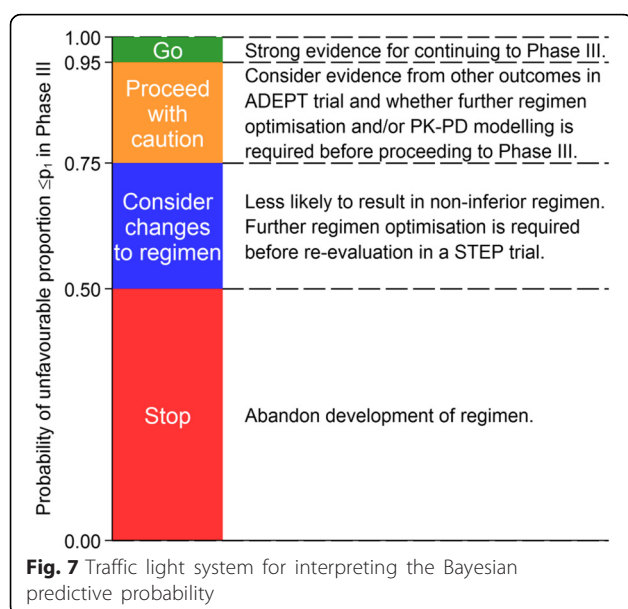 Probability of unfavourable proportion ≤p₁ in Phase III
1.00
Go
Strong evidence for continuing to Phase III.
0.95
Proceed
with
caution
Consider evidence from other outcomes in
ADEPT trial and whether further regimen
optimisation and/or PK-PD modelling is
required before proceeding to Phase III.
0.75
Consider
changes
to regimen
Less likely to result in non-inferior regimen.
Further regimen optimisation is required
before re-evaluation in a STEP trial.
0.50
Stop
Abandon development of regimen.
0.00
Fig. 7 Traffic light system for interpreting the Bayesian
predictive probability